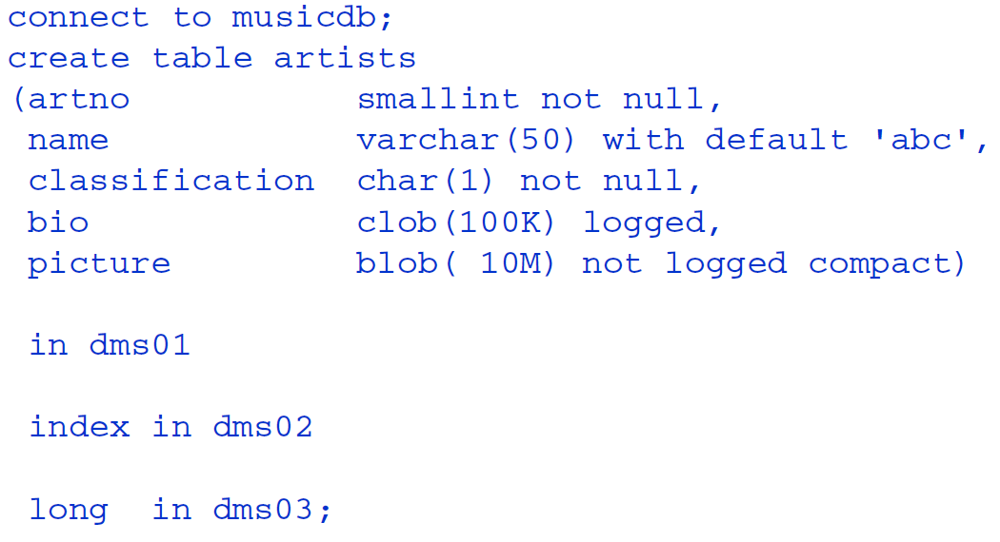 connect to musicdb;
create table artists
(artno smallint not null,
name varchar(50) with default 'abc',
classification char(1) not null,
bio clob(100K) logged,
picture blob( 10M) not logged compact)
in dms01
index in dms02
long in dms03;